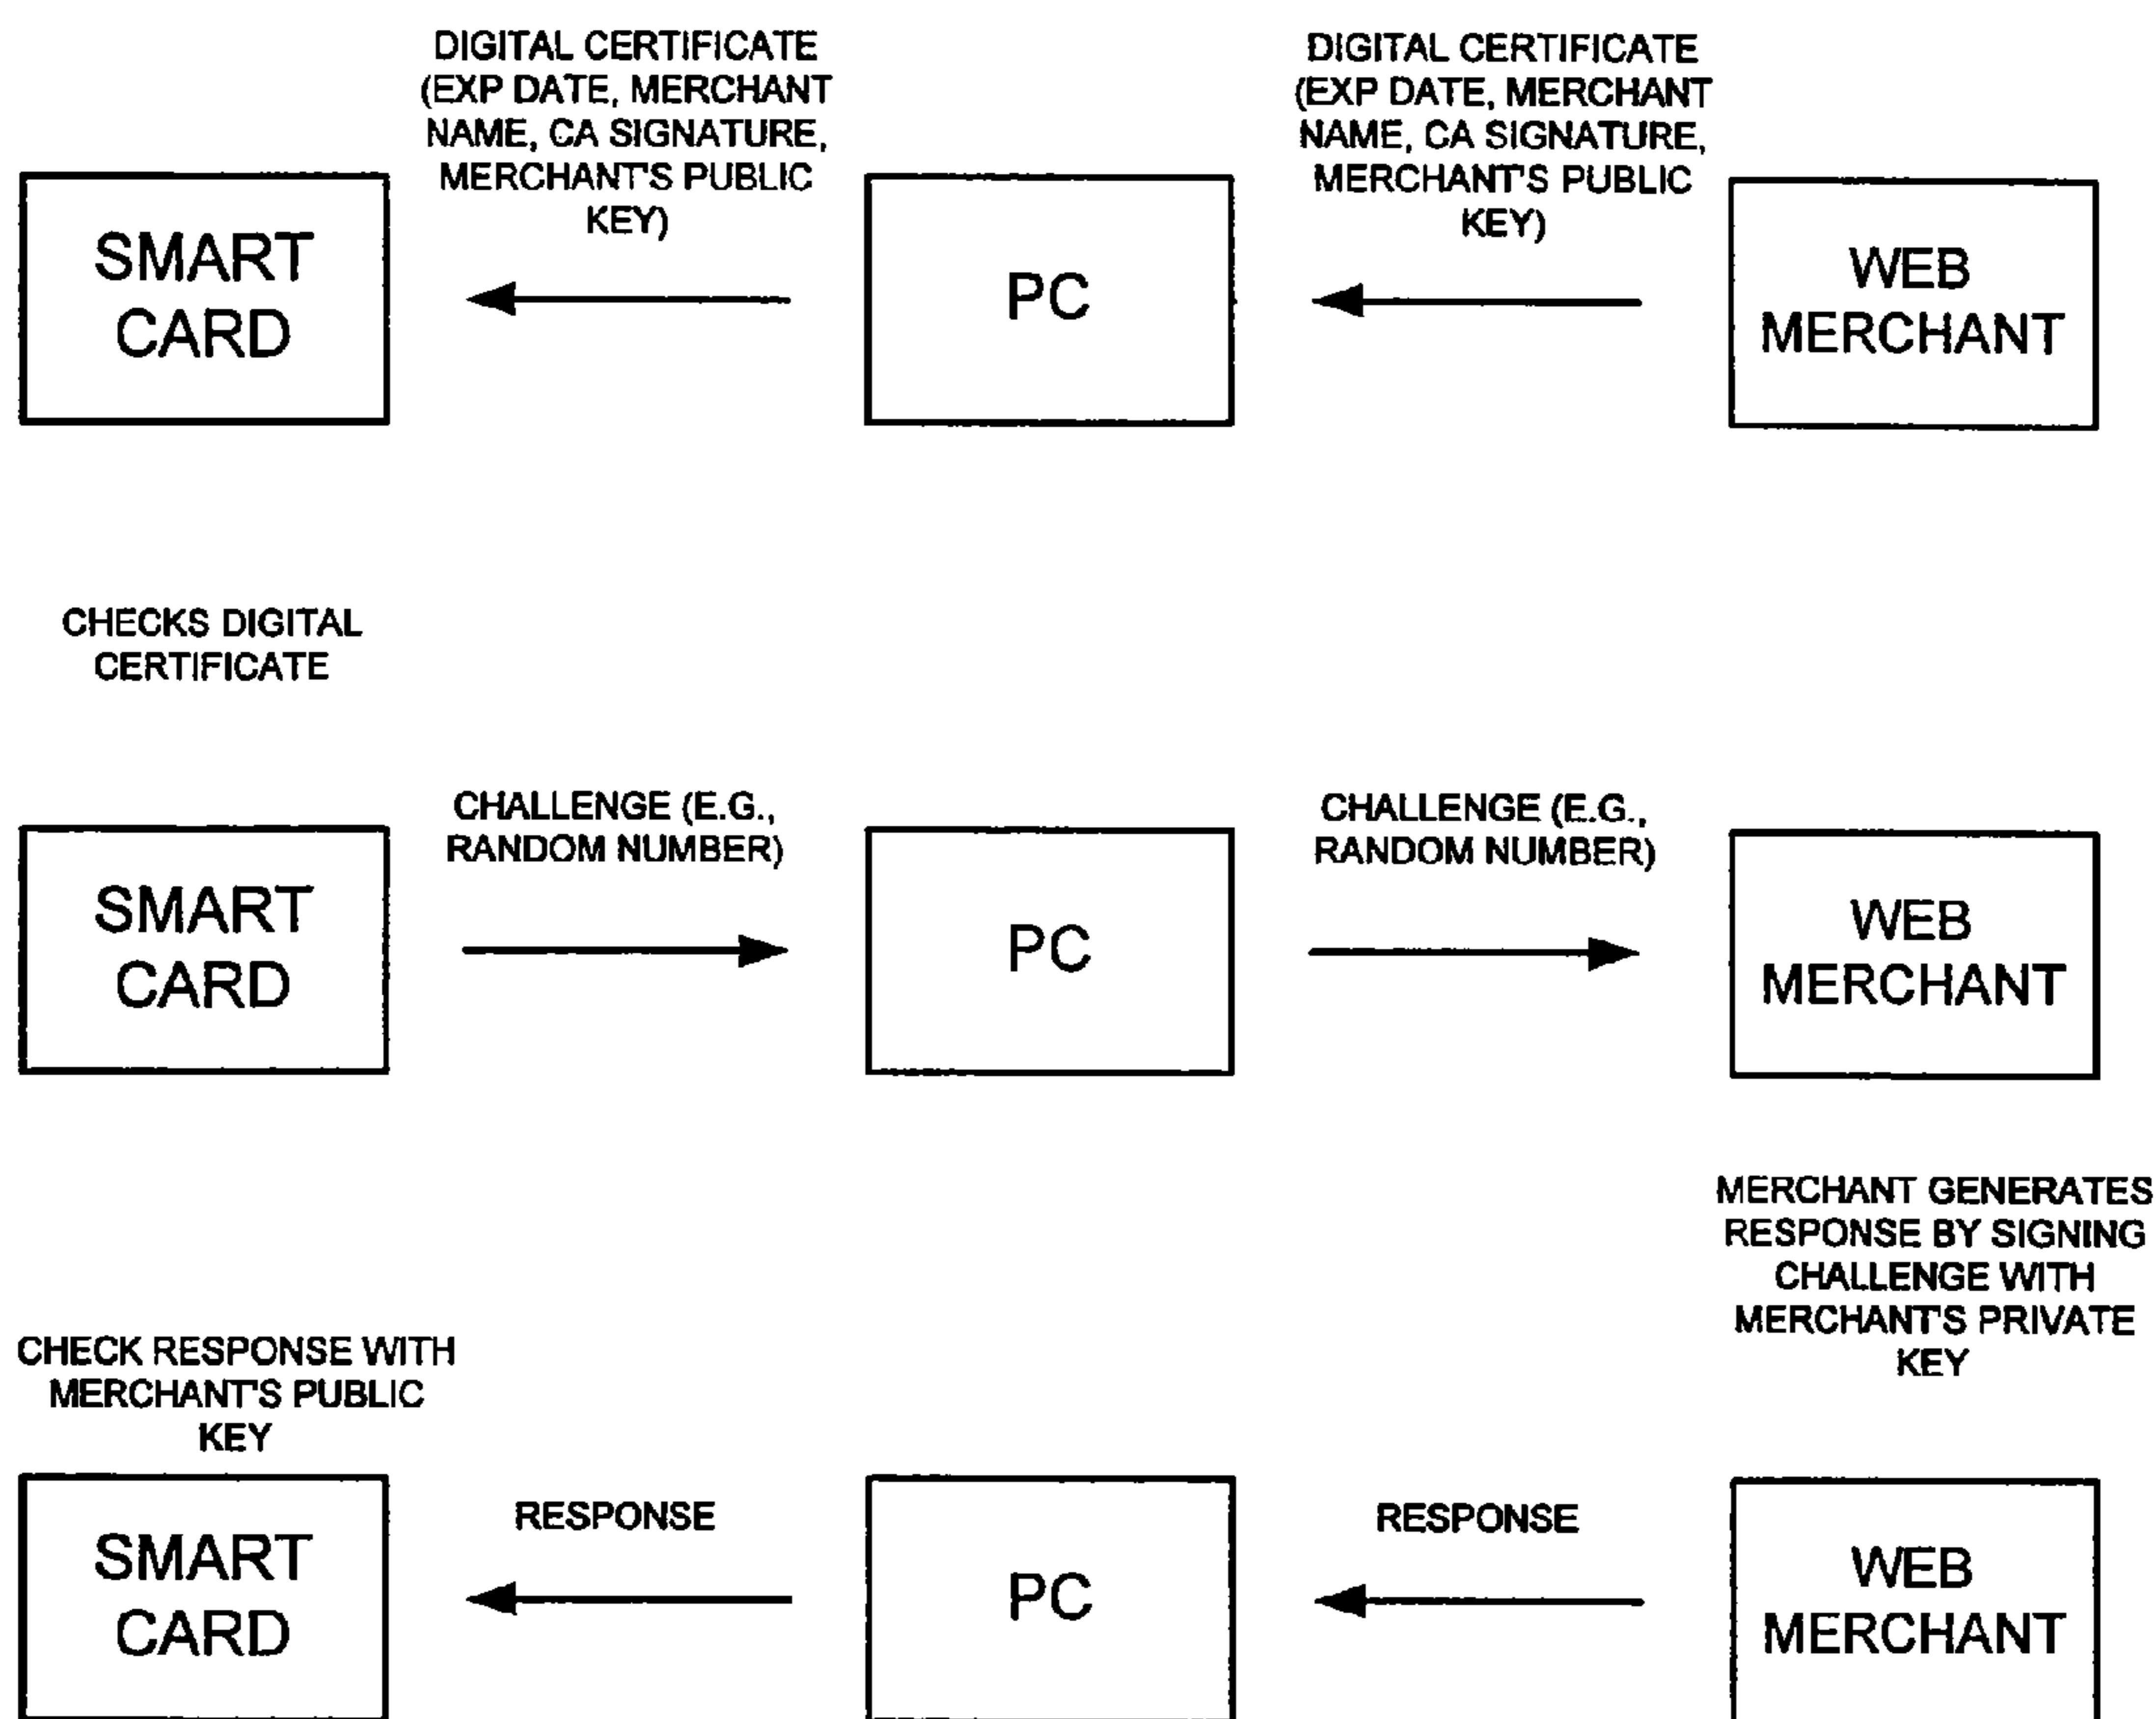 DIGITAL CERTIFICATE
(EXP DATE, MERCHANT
NAME, CA SIGNATURE,
MERCHANT'S PUBLIC
KEY)
DIGITAL CERTIFICATE
(EXP DATE, MERCHANT
NAME, CA SIGNATURE,
MERCHANT'S PUBLIC
KEY)
SMART
CARD
PC
WEB
MERCHANT
CHECKS DIGITAL
CERTIFICATE
CHALLENGE (E.G.,
RANDOM NUMBER)
CHALLENGE (E.G.,
RANDOM NUMBER)
SMART
CARD
PC
WEB
MERCHANT
MERCHANT GENERATES
RESPONSE BY SIGNING
CHALLENGE WITH
MERCHANT'S PRIVATE
KEY
CHECK RESPONSE WITH
MERCHANT'S PUBLIC
KEY
SMART
CARD
RESPONSE
PC
RESPONSE
WEB
MERCHANT